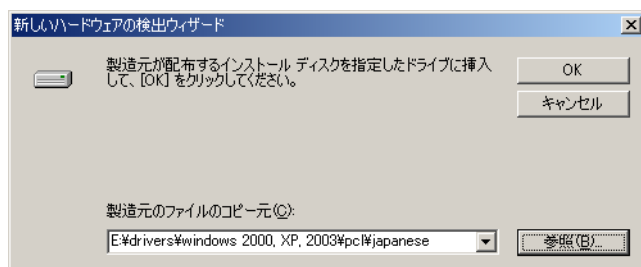 新しいハードウェアの検出ウィザード
製造元が配布するインストール ディスクを指定したドライブに挿入
して、[OK] をクリックしてください。
OK
キャンセル
製造元のファイルのコピー元(C):
E:¥drivers¥windows 2000, XP, 2003¥pcl¥japanese
参照(B)...